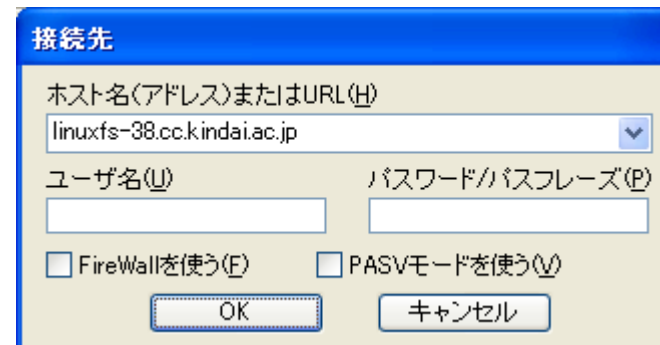 接続先
ホスト名(アドレス)またはURL(H)
linuxfs-38.cc.kindai.ac.jp
ユーザ名(U) パスワード/パスフレーズ(P)
FireWallを使う(F) PASVモードを使う(V)
OK キャンセル